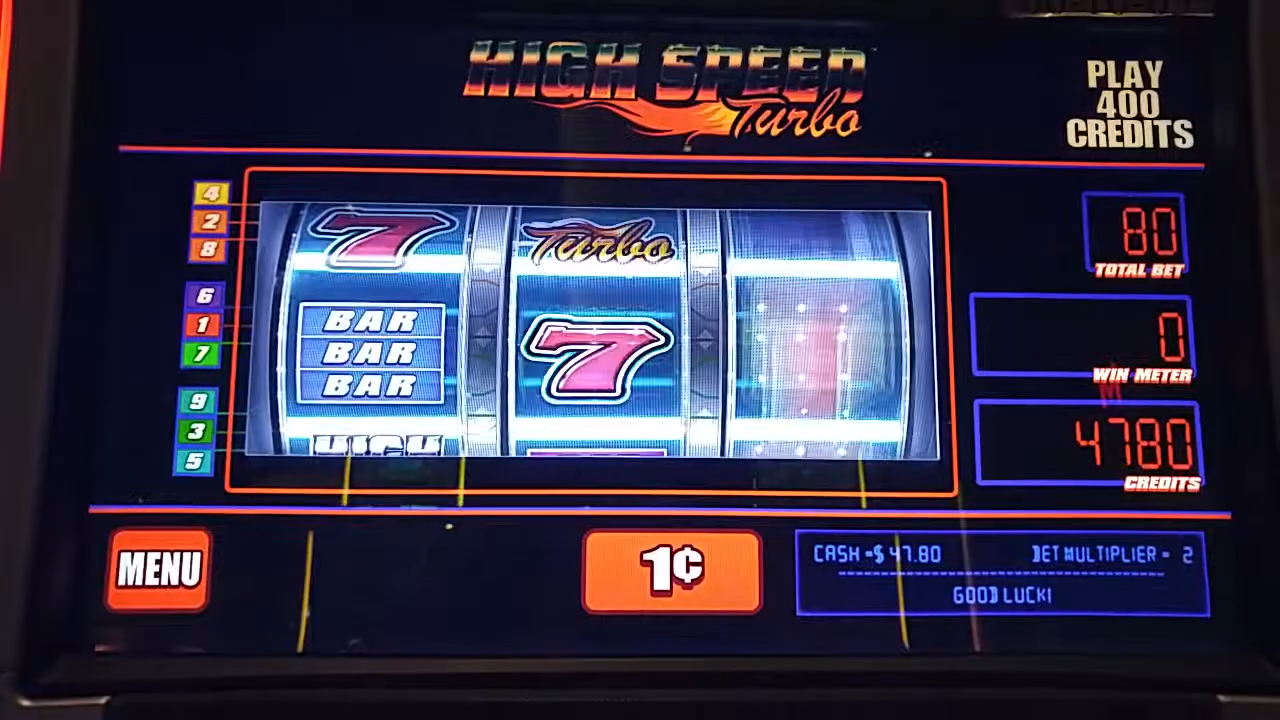 HIGH SPEED
Turbo
PLAY
400
CREDITS
4
2
8
6
1
7
9
3
5
7
Turbo
BAR
BAR
BAR
7
HIGH
80
TOTAL BET
0
WIN METER
4780
CREDITS
MENU
1¢
CASH =$ 47.80 BET MULTIPLIER = 2
GOOD LUCK!